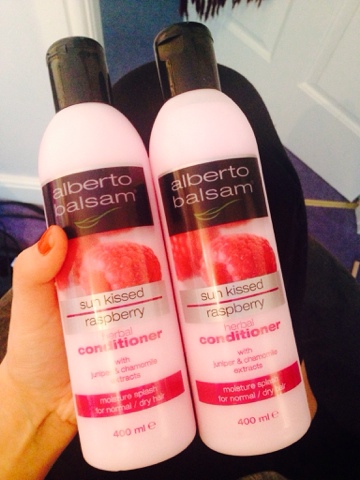 alberto
balsam
sun kissed
raspberry
herbal
conditioner
with
juniper & chamomile
extracts
moisture splash
for normal / dry hair
400 ml e
alberto
balsam
sun kissed
raspberry
herbal
conditioner
with
juniper & chamomile
extracts
moisture splash
for normal / dry hair
400 ml e